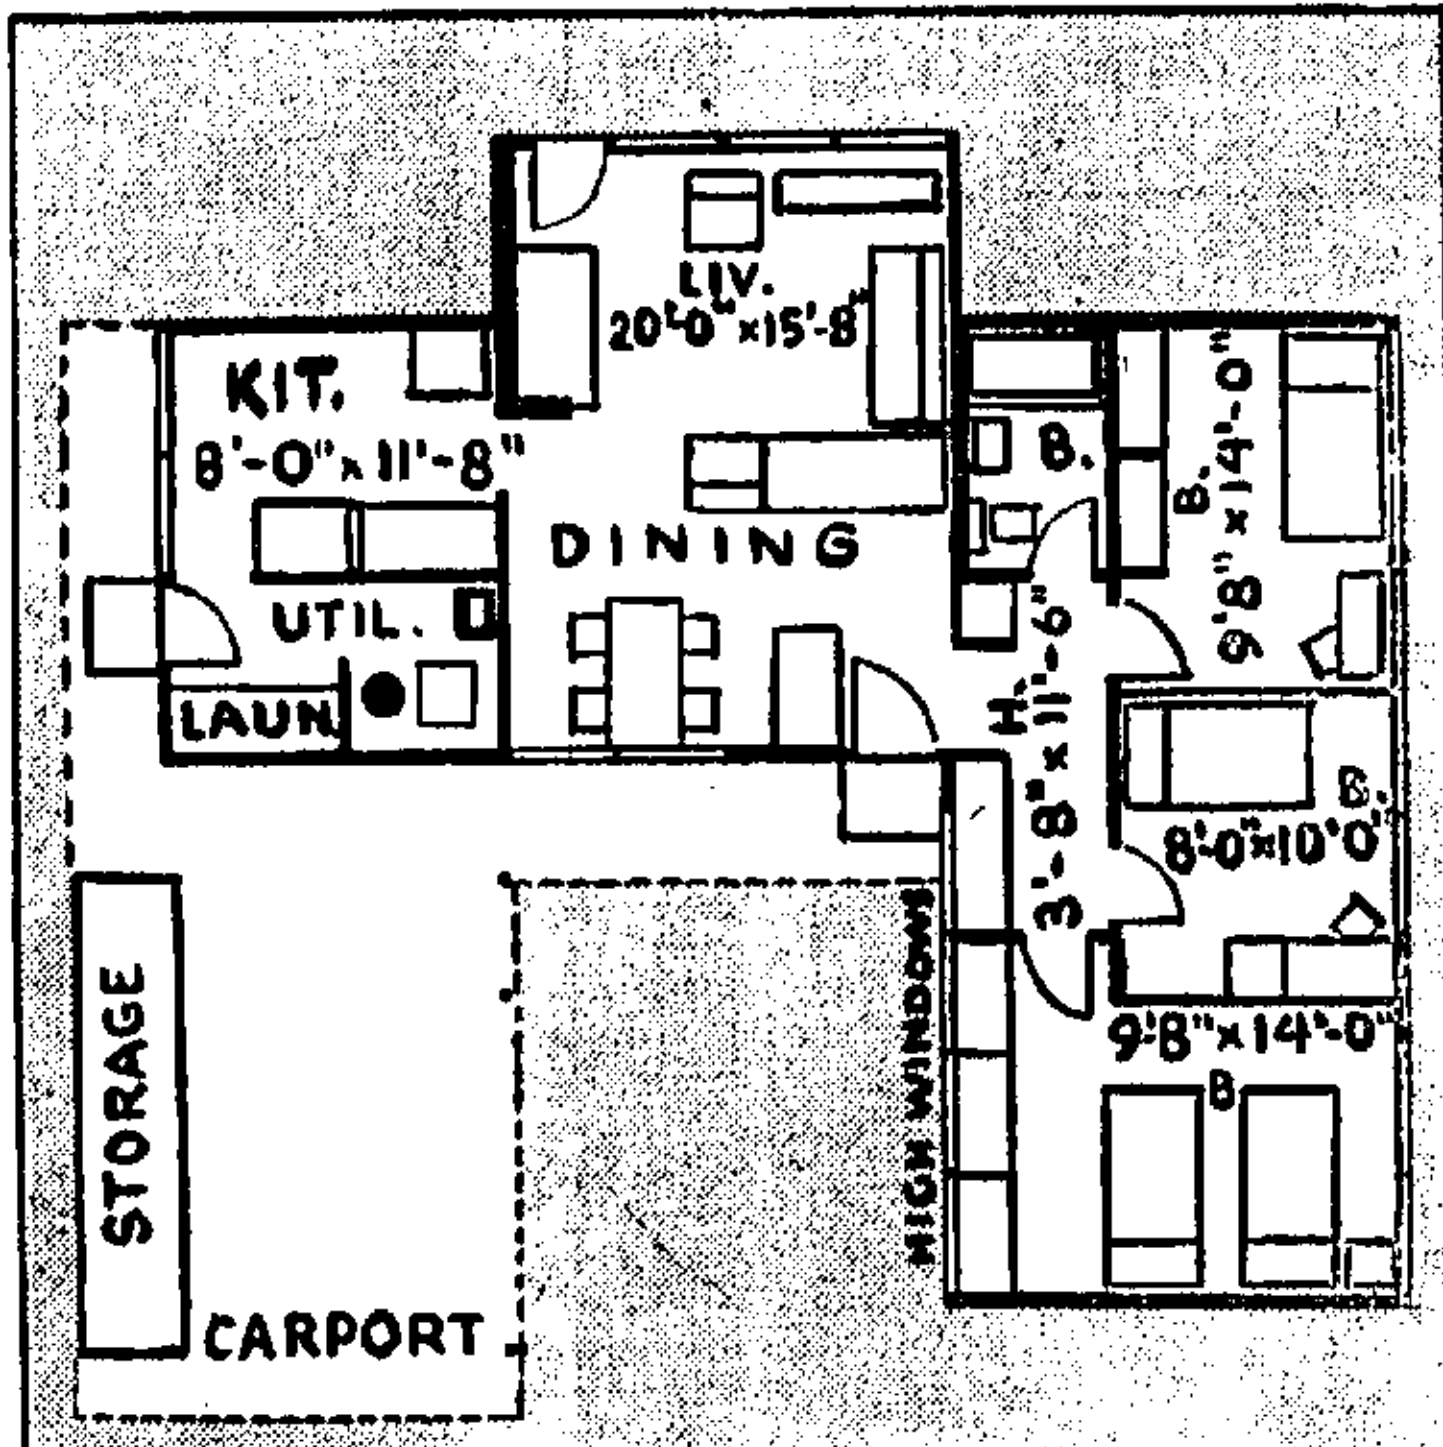 LIV.
20'-0" x 15'-8"
KIT.
8'-0" x 11'-8"
B.
B.
9'8" x 14'-0"
DINING
UTIL.
LAUN.
H.
3'-8" x 11'-6"
B.
8'-0" x 10'0"
STORAGE
HIGH WINDOWS
9'8" x 14'-0"
B
CARPORT